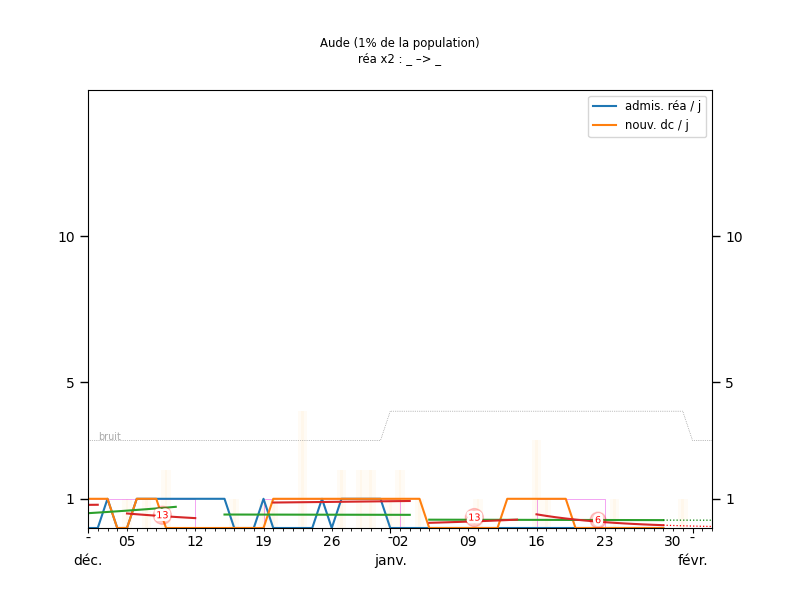 Aude (1% de la population)
réa x2 : _ –> _
admis. réa / j
nouv. dc / j
10 10
5 5
bruit
1 1
13 13 6
- 05 12 19 26 -02 09 16 23 30 -
déc. janv. févr.